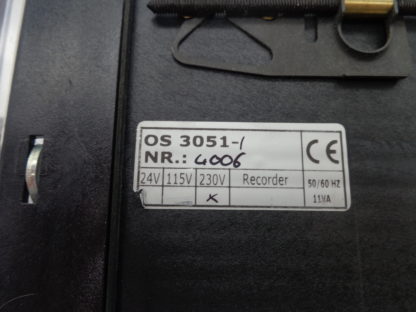 OS 3051-1
NR.: 4006
CE
24V 115V 230V Recorder 50/60 HZ
x 11VA